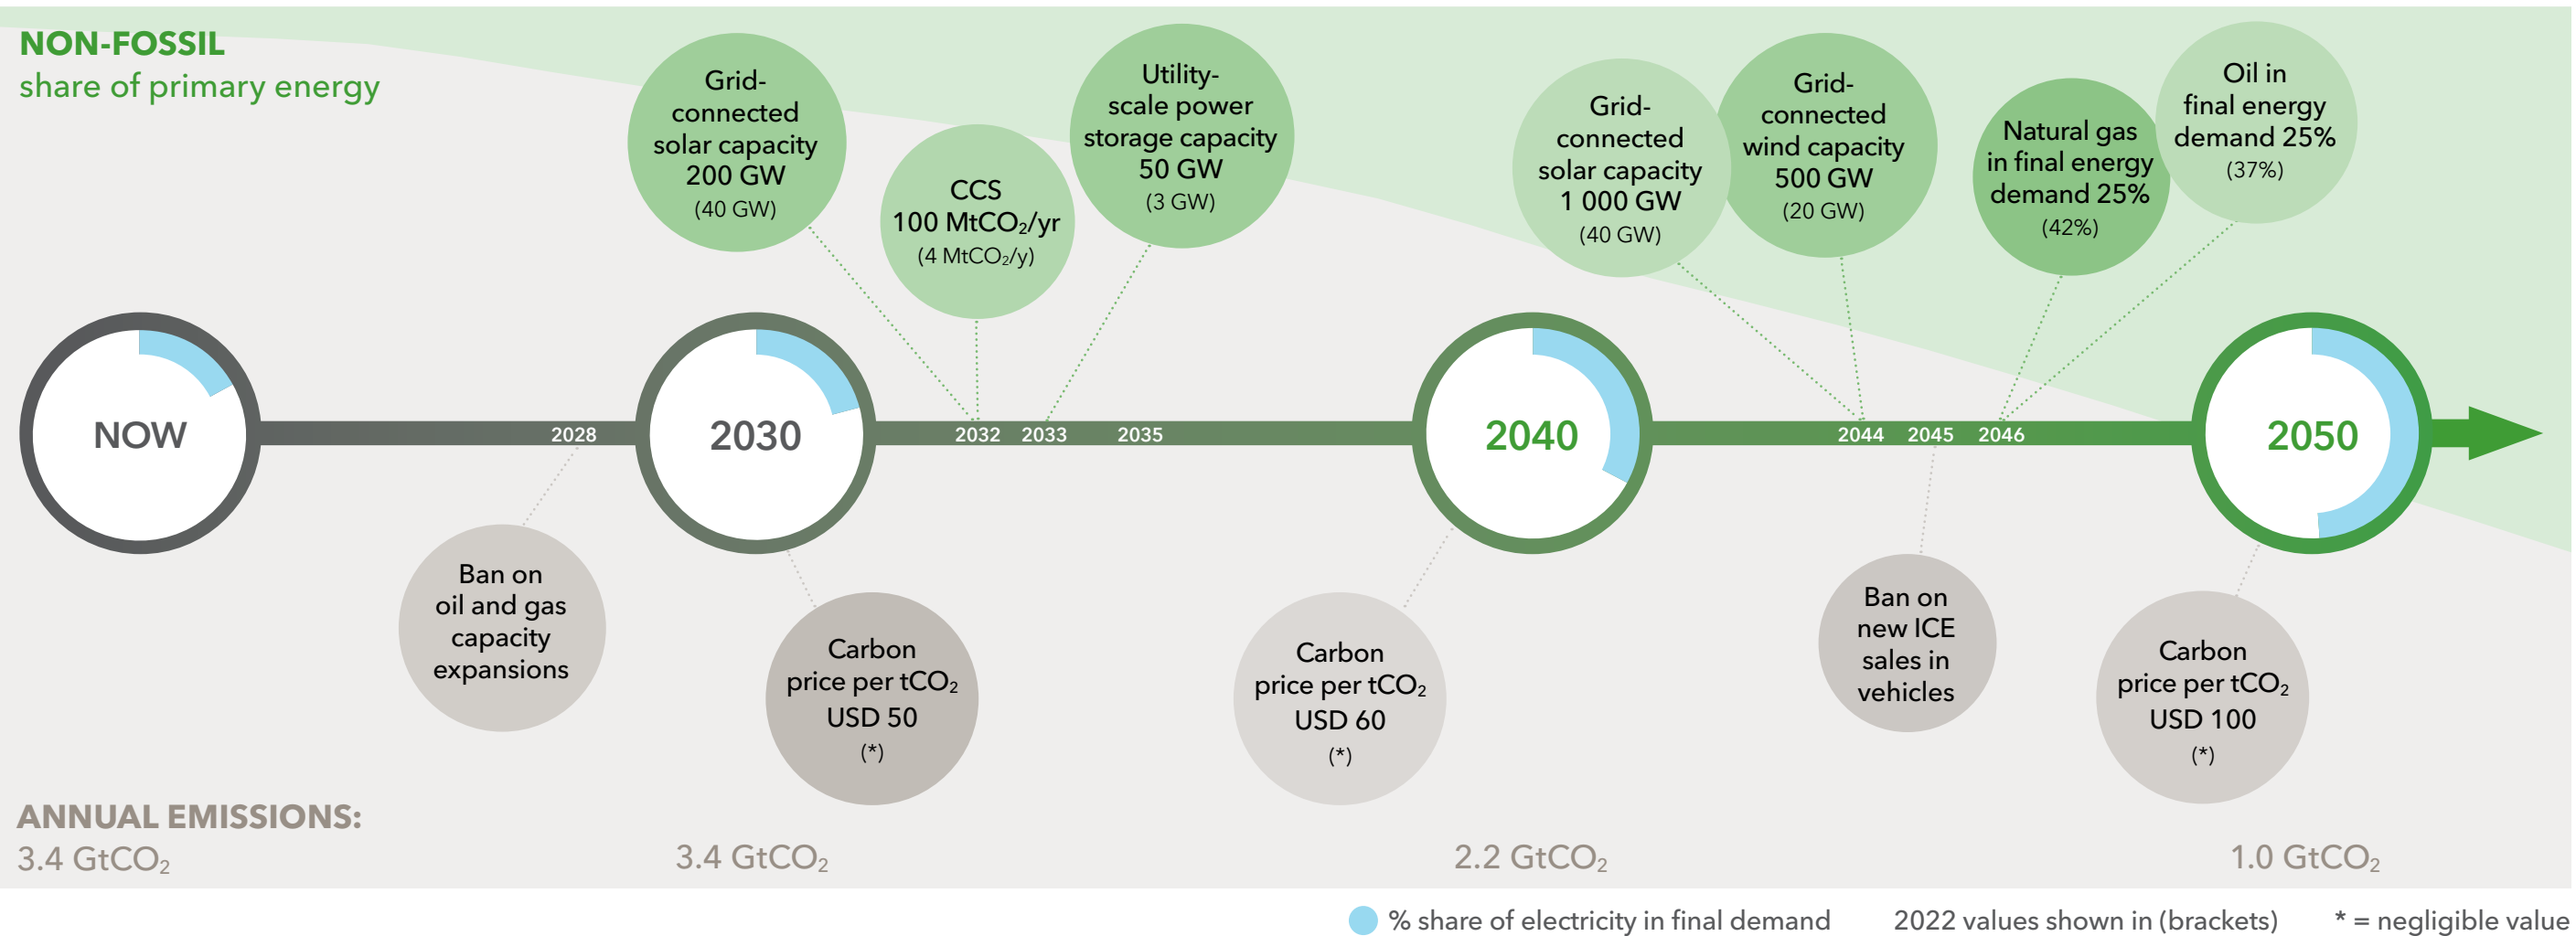 NON-FOSSIL
share of primary energy
Grid-
connected
solar capacity
200 GW
(40 GW)
CCS
100 MtCO₂/yr
(4 MtCO₂/y)
Utility-
scale power
storage capacity
50 GW
(3 GW)
Grid-
connected
solar capacity
1 000 GW
(40 GW)
Grid-
connected
wind capacity
500 GW
(20 GW)
Natural gas
in final energy
demand 25%
(42%)
Oil in
final energy
demand 25%
(37%)
NOW
2028
2030
2032
2033
2035
2040
2044
2045
2046
2050
Ban on
oil and gas
capacity
expansions
Carbon
price per tCO₂
USD 50
(*)
Carbon
price per tCO₂
USD 60
(*)
Ban on
new ICE
sales in
vehicles
Carbon
price per tCO₂
USD 100
(*)
ANNUAL EMISSIONS:
3.4 GtCO₂
3.4 GtCO₂
2.2 GtCO₂
1.0 GtCO₂
% share of electricity in final demand
2022 values shown in (brackets)
* = negligible value